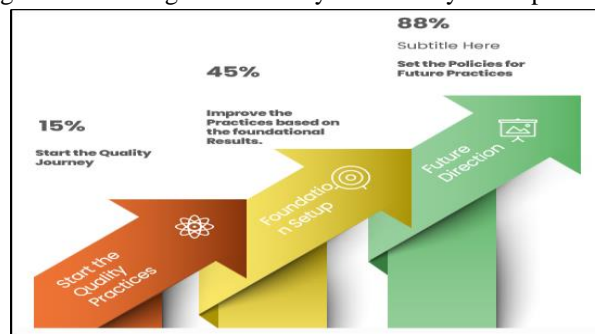 88%
Subtitle Here
Set the Policies for
Future Practices
45%
Improve the
Practices based on
the foundational
Results.
15%
Start the Quality
Journey
Start the
Quality
Practices
Foundatio
n Setup
Future
Direction